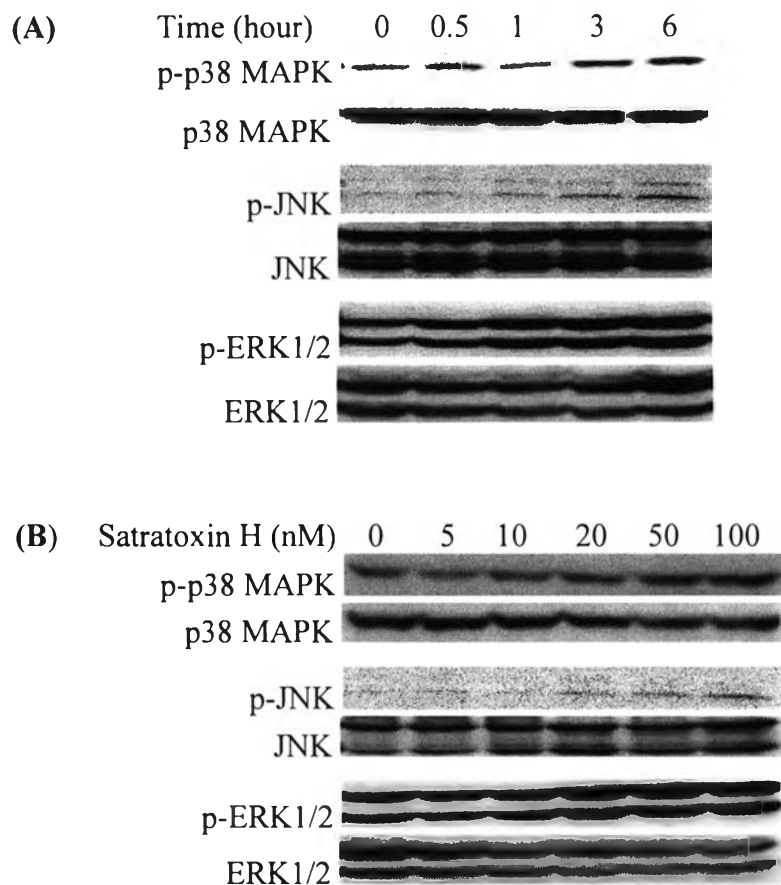 (A) Time (hour) 0 0.5 1 3 6
p-p38 MAPK
p38 MAPK
p-JNK
JNK
p-ERK1/2
ERK1/2
(B) Satratoxin H (nM) 0 5 10 20 50 100
p-p38 MAPK
p38 MAPK
p-JNK
JNK
p-ERK1/2
ERK1/2